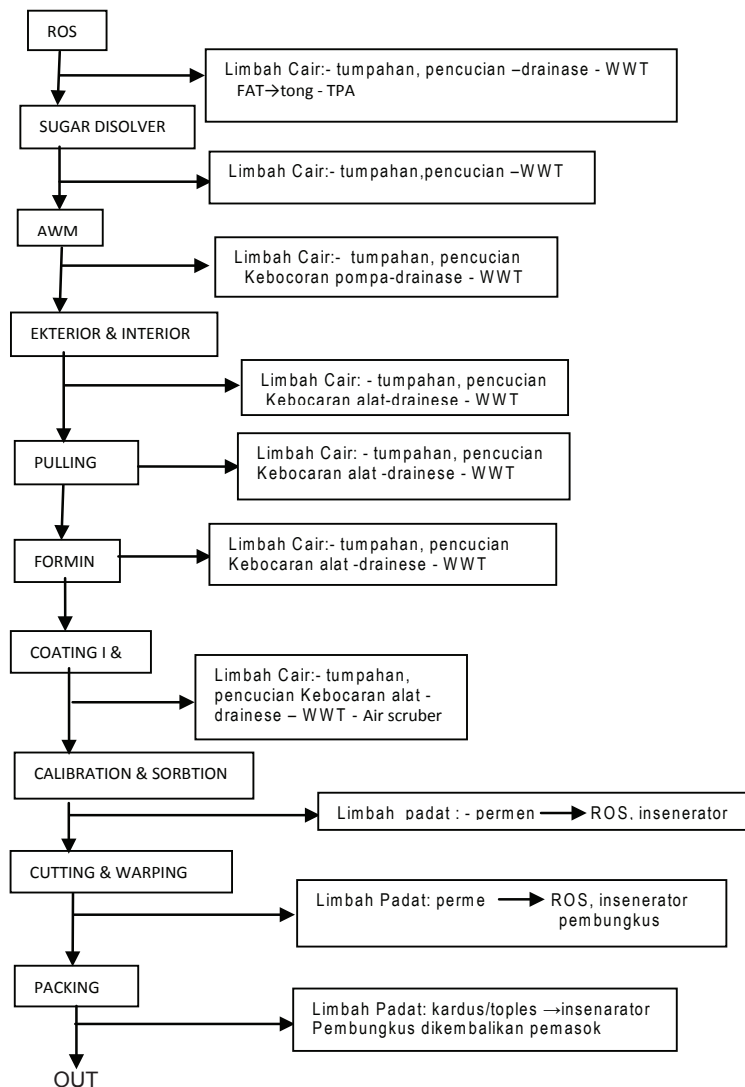 ROS
Limbah Cair:- tumpahan, pencucian –drainase - WWT
FAT→tong - TPA
SUGAR DISOLVER
Limbah Cair:- tumpahan,pencucian –WWT
AWM
Limbah Cair:- tumpahan, pencucian
Kebocoran pompa-drainase - WWT
EKTERIOR & INTERIOR
Limbah Cair: - tumpahan, pencucian
Kebocaran alat-drainese - WWT
PULLING
Limbah Cair: - tumpahan, pencucian
Kebocaran alat -drainese - WWT
FORMIN
Limbah Cair:- tumpahan, pencucian
Kebocaran alat -drainese - WWT
COATING I &
Limbah Cair:- tumpahan,
pencucian Kebocaran alat -
drainese – WWT - Air scruber
CALIBRATION & SORBTION
Limbah padat : - permen → ROS, insenerator
CUTTING & WARPING
Limbah Padat: perme → ROS, insenerator
pembungkus
PACKING
Limbah Padat: kardus/toples →insenarator
Pembungkus dikembalikan pemasok
OUT